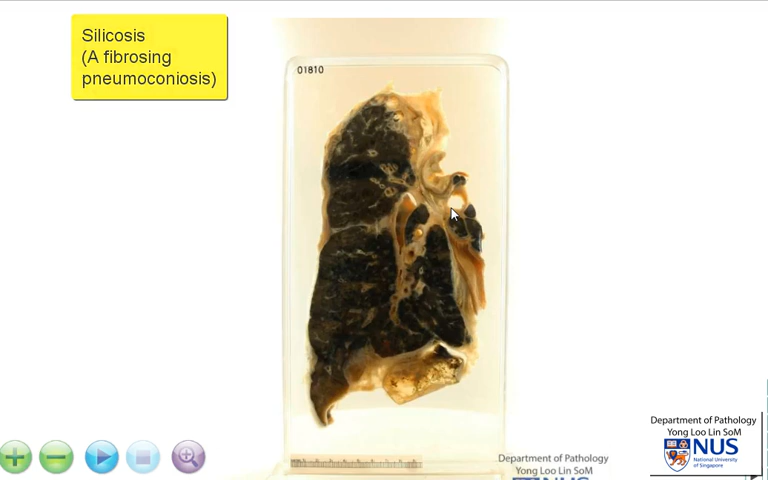 Silicosis
(A fibrosing
pneumoconiosis)
01810
Department of Pathology
Yong Loo Lin SoM
NUS
National University
of Singapore
Department of Pathology
Yong Loo Lin SoM